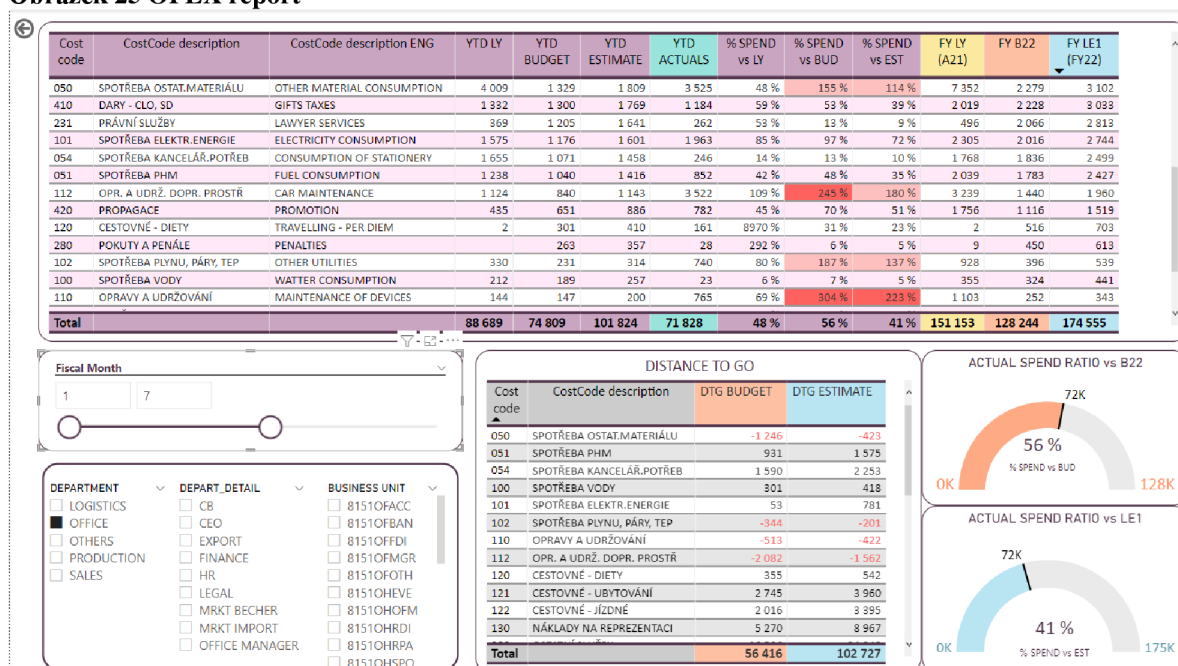 Obrázek 23 OPEX report
Cost code CostCode description CostCode description ENG YTD LY YTD BUDGET YTD ESTIMATE YTD ACTUALS % SPEND vs LY % SPEND vs BUD % SPEND vs EST FY LY (A21) FY B22 FY LE1 (FY22)
050 SPOTŘEBA OSTAT.MATERIÁLU OTHER MATERIAL CONSUMPTION 4 009 1 329 1 809 3 525 48 % 155 % 114 % 7 352 2 279 3 102
410 DARY - CLO, SD GIFTS TAXES 1 332 1 300 1 769 1 184 59 % 53 % 39 % 2 019 2 228 3 033
231 PRÁVNÍ SLUŽBY LAWYER SERVICES 369 1 205 1 641 262 53 % 13 % 9 % 496 2 066 2 813
101 SPOTŘEBA ELEKTR.ENERGIE ELECTRICITY CONSUMPTION 1 575 1 176 1 601 1 963 85 % 97 % 72 % 2 305 2 016 2 744
054 SPOTŘEBA KANCELÁŘ.POTŘEB CONSUMPTION OF STATIONERY 1 655 1 071 1 458 246 14 % 13 % 10 % 1 768 1 836 2 499
051 SPOTŘEBA PHM FUEL CONSUMPTION 1 238 1 040 1 416 852 42 % 48 % 35 % 2 039 1 783 2 427
112 OPR. A UDRŽ. DOPR. PROSTŘ CAR MAINTENANCE 1 124 840 1 143 3 522 109 % 245 % 180 % 3 239 1 440 1 960
420 PROPAGACE PROMOTION 435 651 886 782 45 % 70 % 51 % 1 756 1 116 1 519
120 CESTOVNÉ - DIETY TRAVELLING - PER DIEM 2 301 410 161 8970 % 31 % 23 % 2 516 703
280 POKUTY A PENÁLE PENALTIES 263 357 28 292 % 6 % 5 % 9 450 613
102 SPOTŘEBA PLYNU, PÁRY, TEP OTHER UTILITIES 330 231 314 740 80 % 187 % 137 % 928 396 539
100 SPOTŘEBA VODY WATTER CONSUMPTION 212 189 257 23 6 % 7 % 5 % 355 324 441
110 OPRAVY A UDRŽOVÁNÍ MAINTENANCE OF DEVICES 144 147 200 765 69 % 304 % 223 % 1 103 252 343
Total 88 689 74 809 101 824 71 828 48 % 56 % 41 % 151 153 128 244 174 555
Fiscal Month
1 7
DEPARTMENT DEPART_DETAIL BUSINESS UNIT
LOGISTICS CB 8151OFACC
OFFICE CEO 8151OFBAN
OTHERS EXPORT 8151OFFDI
PRODUCTION FINANCE 8151OFMGR
SALES HR 8151OFOTH
LEGAL 8151OHEVE
MRKT BECHER 8151OHOFM
MRKT IMPORT 8151OHRDI
OFFICE MANAGER 8151OHRPA
8151OHSPO
DISTANCE TO GO
Cost code CostCode description DTG BUDGET DTG ESTIMATE
050 SPOTŘEBA OSTAT.MATERIÁLU -1 246 -423
051 SPOTŘEBA PHM 931 1 575
054 SPOTŘEBA KANCELÁŘ.POTŘEB 1 590 2 253
100 SPOTŘEBA VODY 301 418
101 SPOTŘEBA ELEKTR.ENERGIE 53 781
102 SPOTŘEBA PLYNU, PÁRY, TEP -344 -201
110 OPRAVY A UDRŽOVÁNÍ -513 -422
112 OPR. A UDRŽ. DOPR. PROSTŘ -2 082 -1 562
120 CESTOVNÉ - DIETY 355 542
121 CESTOVNÉ - UBYTOVÁNÍ 2 745 3 960
122 CESTOVNÉ - JÍZDNÉ 2 016 3 395
130 NÁKLADY NA REPREZENTACI 5 270 8 967
Total 56 416 102 727
ACTUAL SPEND RATIO vs B22
72K
56 %
% SPEND vs BUD
0K 128K
ACTUAL SPEND RATIO vs LE1
72K
41 %
% SPEND vs EST
0K 175K